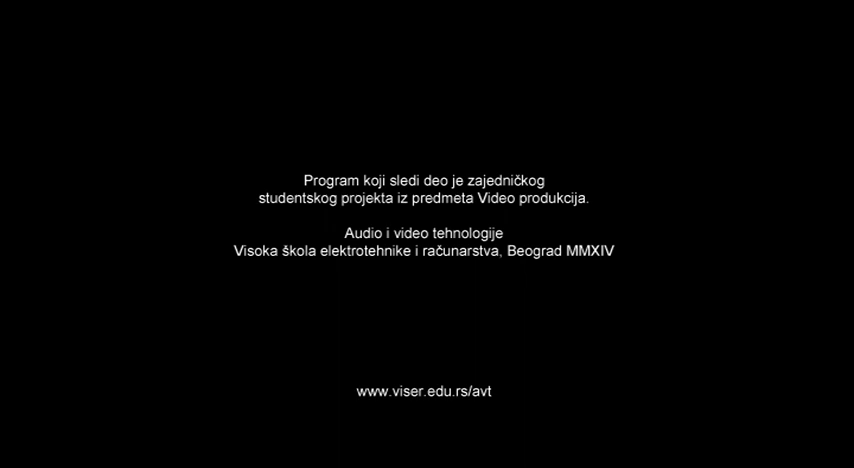 Program koji sledi deo je zajedničkog
studentskog projekta iz predmeta Video produkcija.
Audio i video tehnologije
Visoka škola elektrotehnike i računarstva, Beograd MMXIV
www.viser.edu.rs/avt